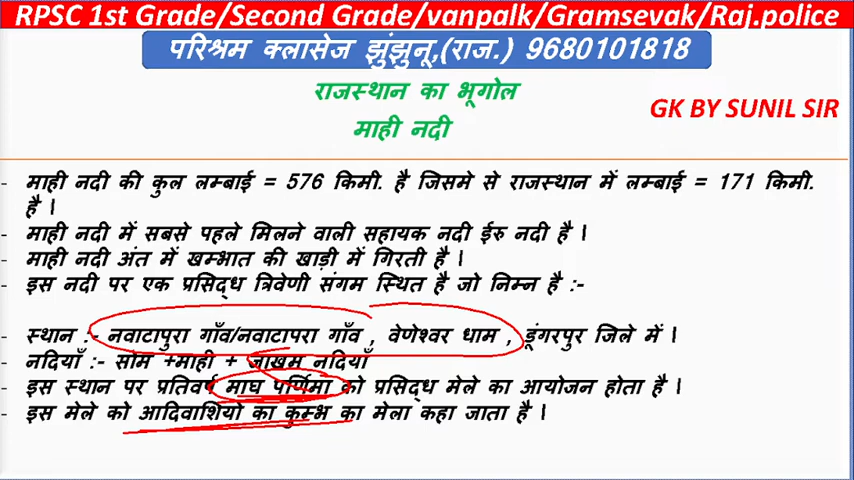 RPSC 1st Grade/Second Grade/vanpalk/Gramsevak/Raj.police
परिश्रम क्लासेज झुंझुनू,(राज.) 9680101818
राजस्थान का भूगोल
GK BY SUNIL SIR
माही नदी
- माही नदी की कुल लम्बाई = 576 किमी. है जिसमे से राजस्थान में लम्बाई = 171 किमी.
है।
- माही नदी में सबसे पहले मिलने वाली सहायक नदी ईरु नदी है।
- माही नदी अंत में खम्भात की खाड़ी में गिरती है।
- इस नदी पर एक प्रसिद्ध त्रिवेणी संगम स्थित है जो निम्न है :-
- स्थान :- नवाटापुरा गाँव/नवाटापरा गाँव , वेणेश्वर धाम , डूंगरपुर जिले में।
- नदियाँ :- सोम +माही + जाखम नदियाँ
- इस स्थान पर प्रतिवर्ष माघ पूर्णिमा को प्रसिद्ध मेले का आयोजन होता है।
- इस मेले को आदिवाशियो का कुम्भ का मेला कहा जाता है।